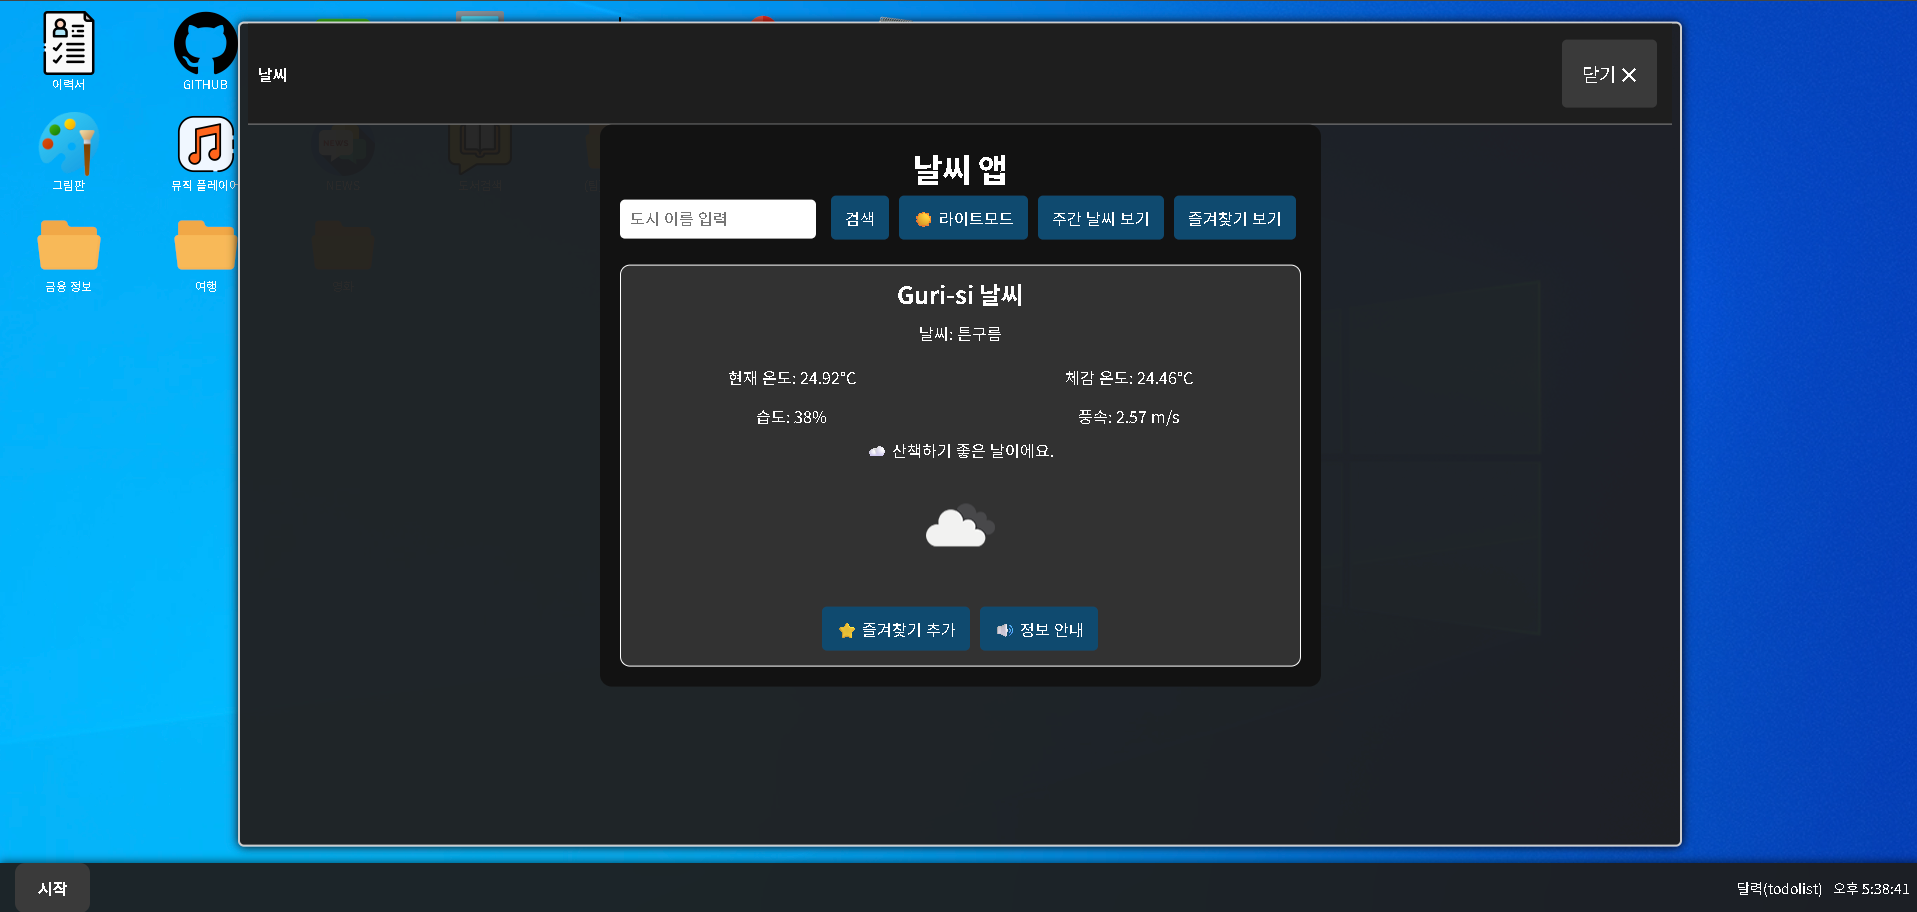 이력서
GITHUB
그림판
뮤직 플레이어
금융 정보
여행
날씨
닫기 ✕
NEWS
날씨 앱
도시 이름 입력
검색
라이트모드
주간 날씨 보기
즐겨찾기 보기
Guri-si 날씨
날씨: 튼구름
현재 온도: 24.92°C
체감 온도: 24.46°C
습도: 38%
풍속: 2.57 m/s
산책하기 좋은 날이에요.
즐겨찾기 추가
정보 안내
시작
달력(todolist)
오후 5:38:41